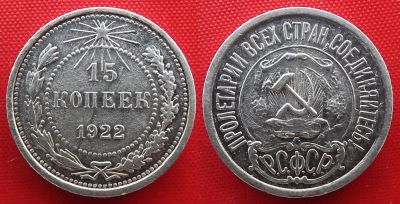 15
КОПЕЕК
1922
ПРОЛЕТАРИИ ВСЕХ СТРАН, СОЕДИНЯЙТЕСЬ!
Р.С.Ф.С.Р.